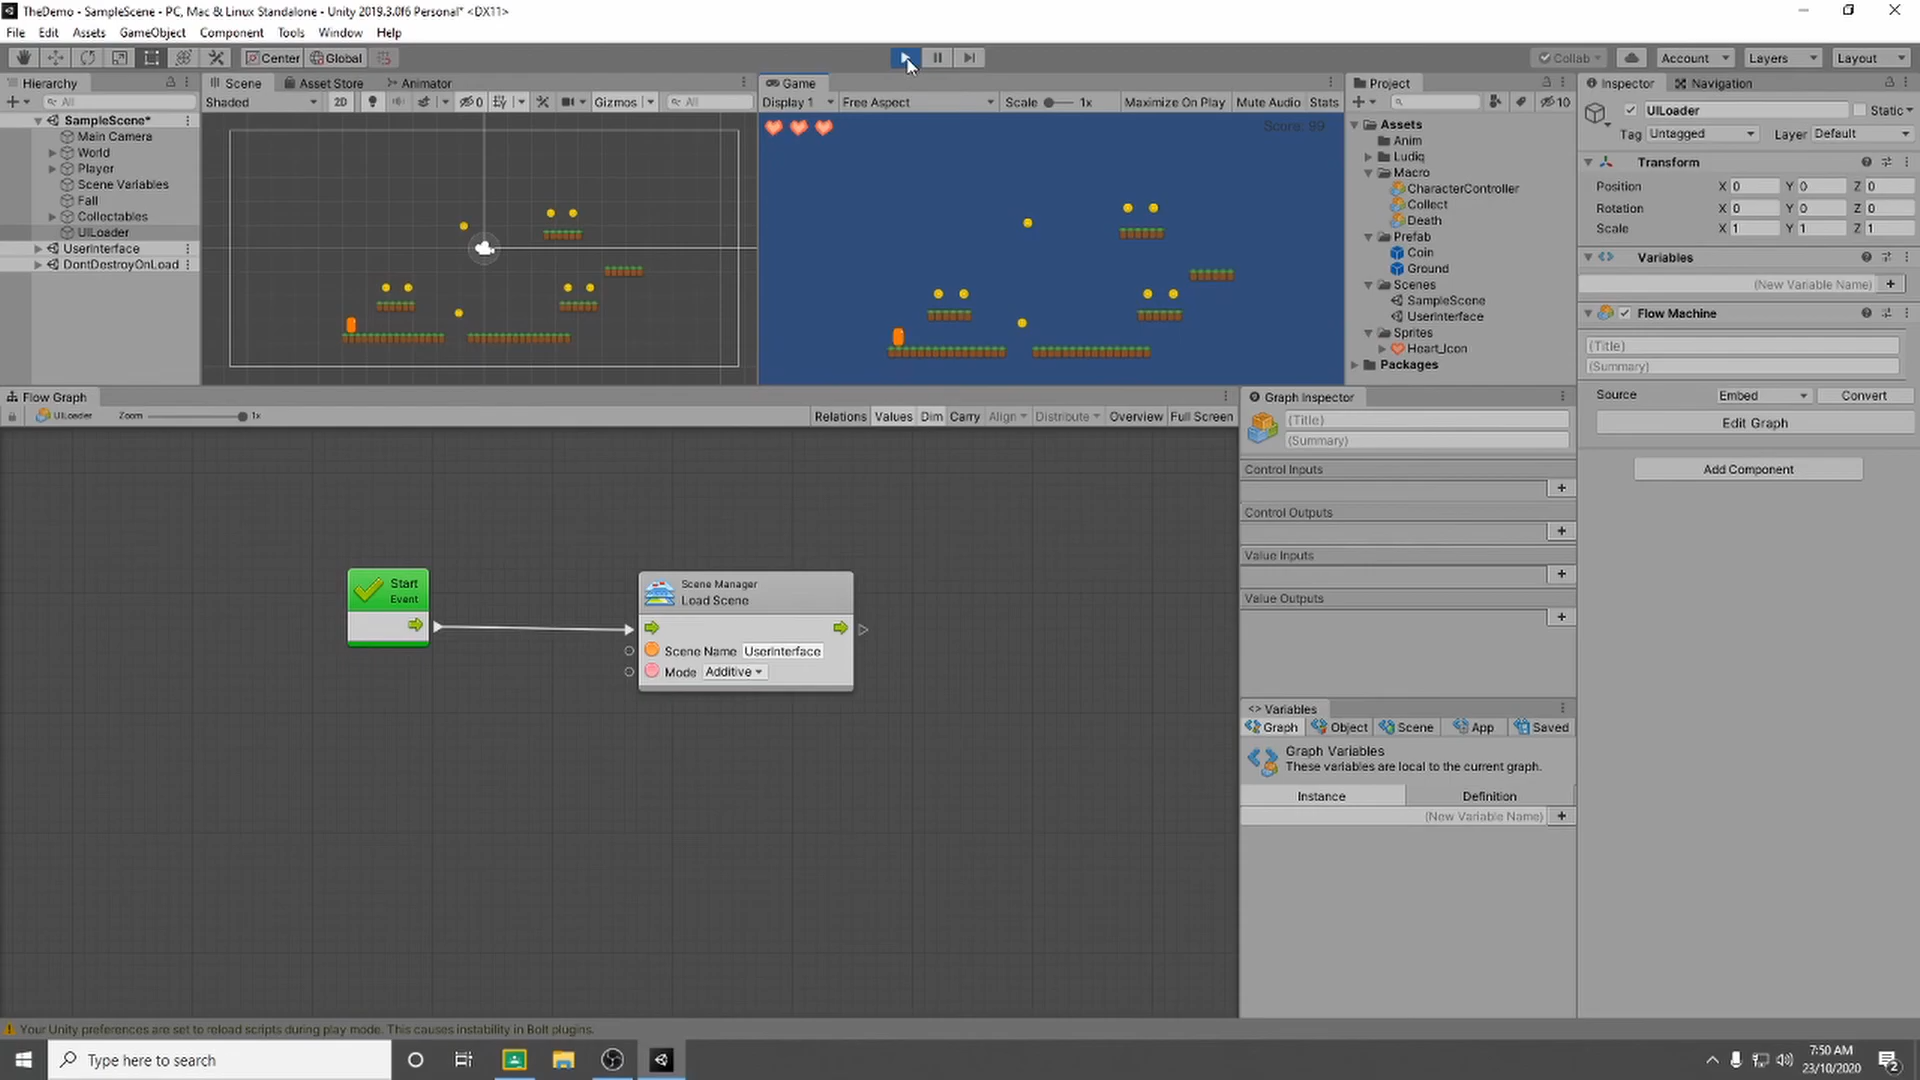 TheDemo - SampleScene - PC, Mac & Linux Standalone - Unity 2019.3.0f6 Personal* <DX11>
File Edit Assets GameObject Component Tools Window Help
Center Global Collab Account Layers Layout
Hierarchy
All
SampleScene*
Main Camera
World
Player
Scene Variables
Fall
Collectables
UILoader
UserInterface
DontDestroyOnLoad
Scene Asset Store Animator
Shaded 2D 0 Gizmos All
Game
Display 1 Free Aspect Scale 1x Maximize On Play Mute Audio Stats
Score: 99
Project
10
Assets
Anim
Ludiq
Macro
CharacterController
Collect
Death
Prefab
Coin
Ground
Scenes
SampleScene
UserInterface
Sprites
Heart_Icon
Packages
Inspector Navigation
UILoader Static
Tag Untagged Layer Default
Transform
Position X 0 Y 0 Z 0
Rotation X 0 Y 0 Z 0
Scale X 1 Y 1 Z 1
Variables
(New Variable Name)
Flow Machine
(Title)
(Summary)
Source Embed Convert
Edit Graph
Add Component
Flow Graph
UILoader Zoom 1x Relations Values Dim Carry Align Distribute Overview Full Screen
Start
Event
Scene Manager
Load Scene
Scene Name UserInterface
Mode Additive
Graph Inspector
(Title)
(Summary)
Control Inputs
Control Outputs
Value Inputs
Value Outputs
<> Variables
Graph Object Scene App Saved
Graph Variables
These variables are local to the current graph.
Instance Definition
(New Variable Name)
Your Unity preferences are set to reload scripts during play mode. This causes instability in Bolt plugins.
Type here to search
7:50 AM
23/10/2020
2